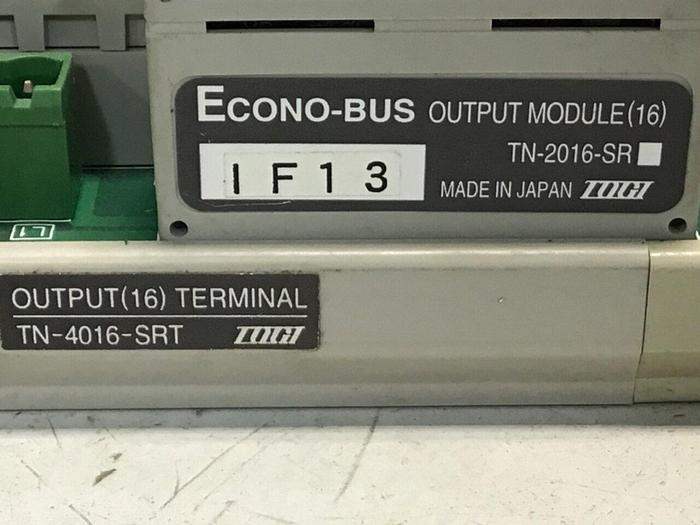 ECONO-BUS OUTPUT MODULE(16)
TN-2016-SR
IF13
MADE IN JAPAN TOGI
OUTPUT(16) TERMINAL
TN-4016-SRT TOGI
L1